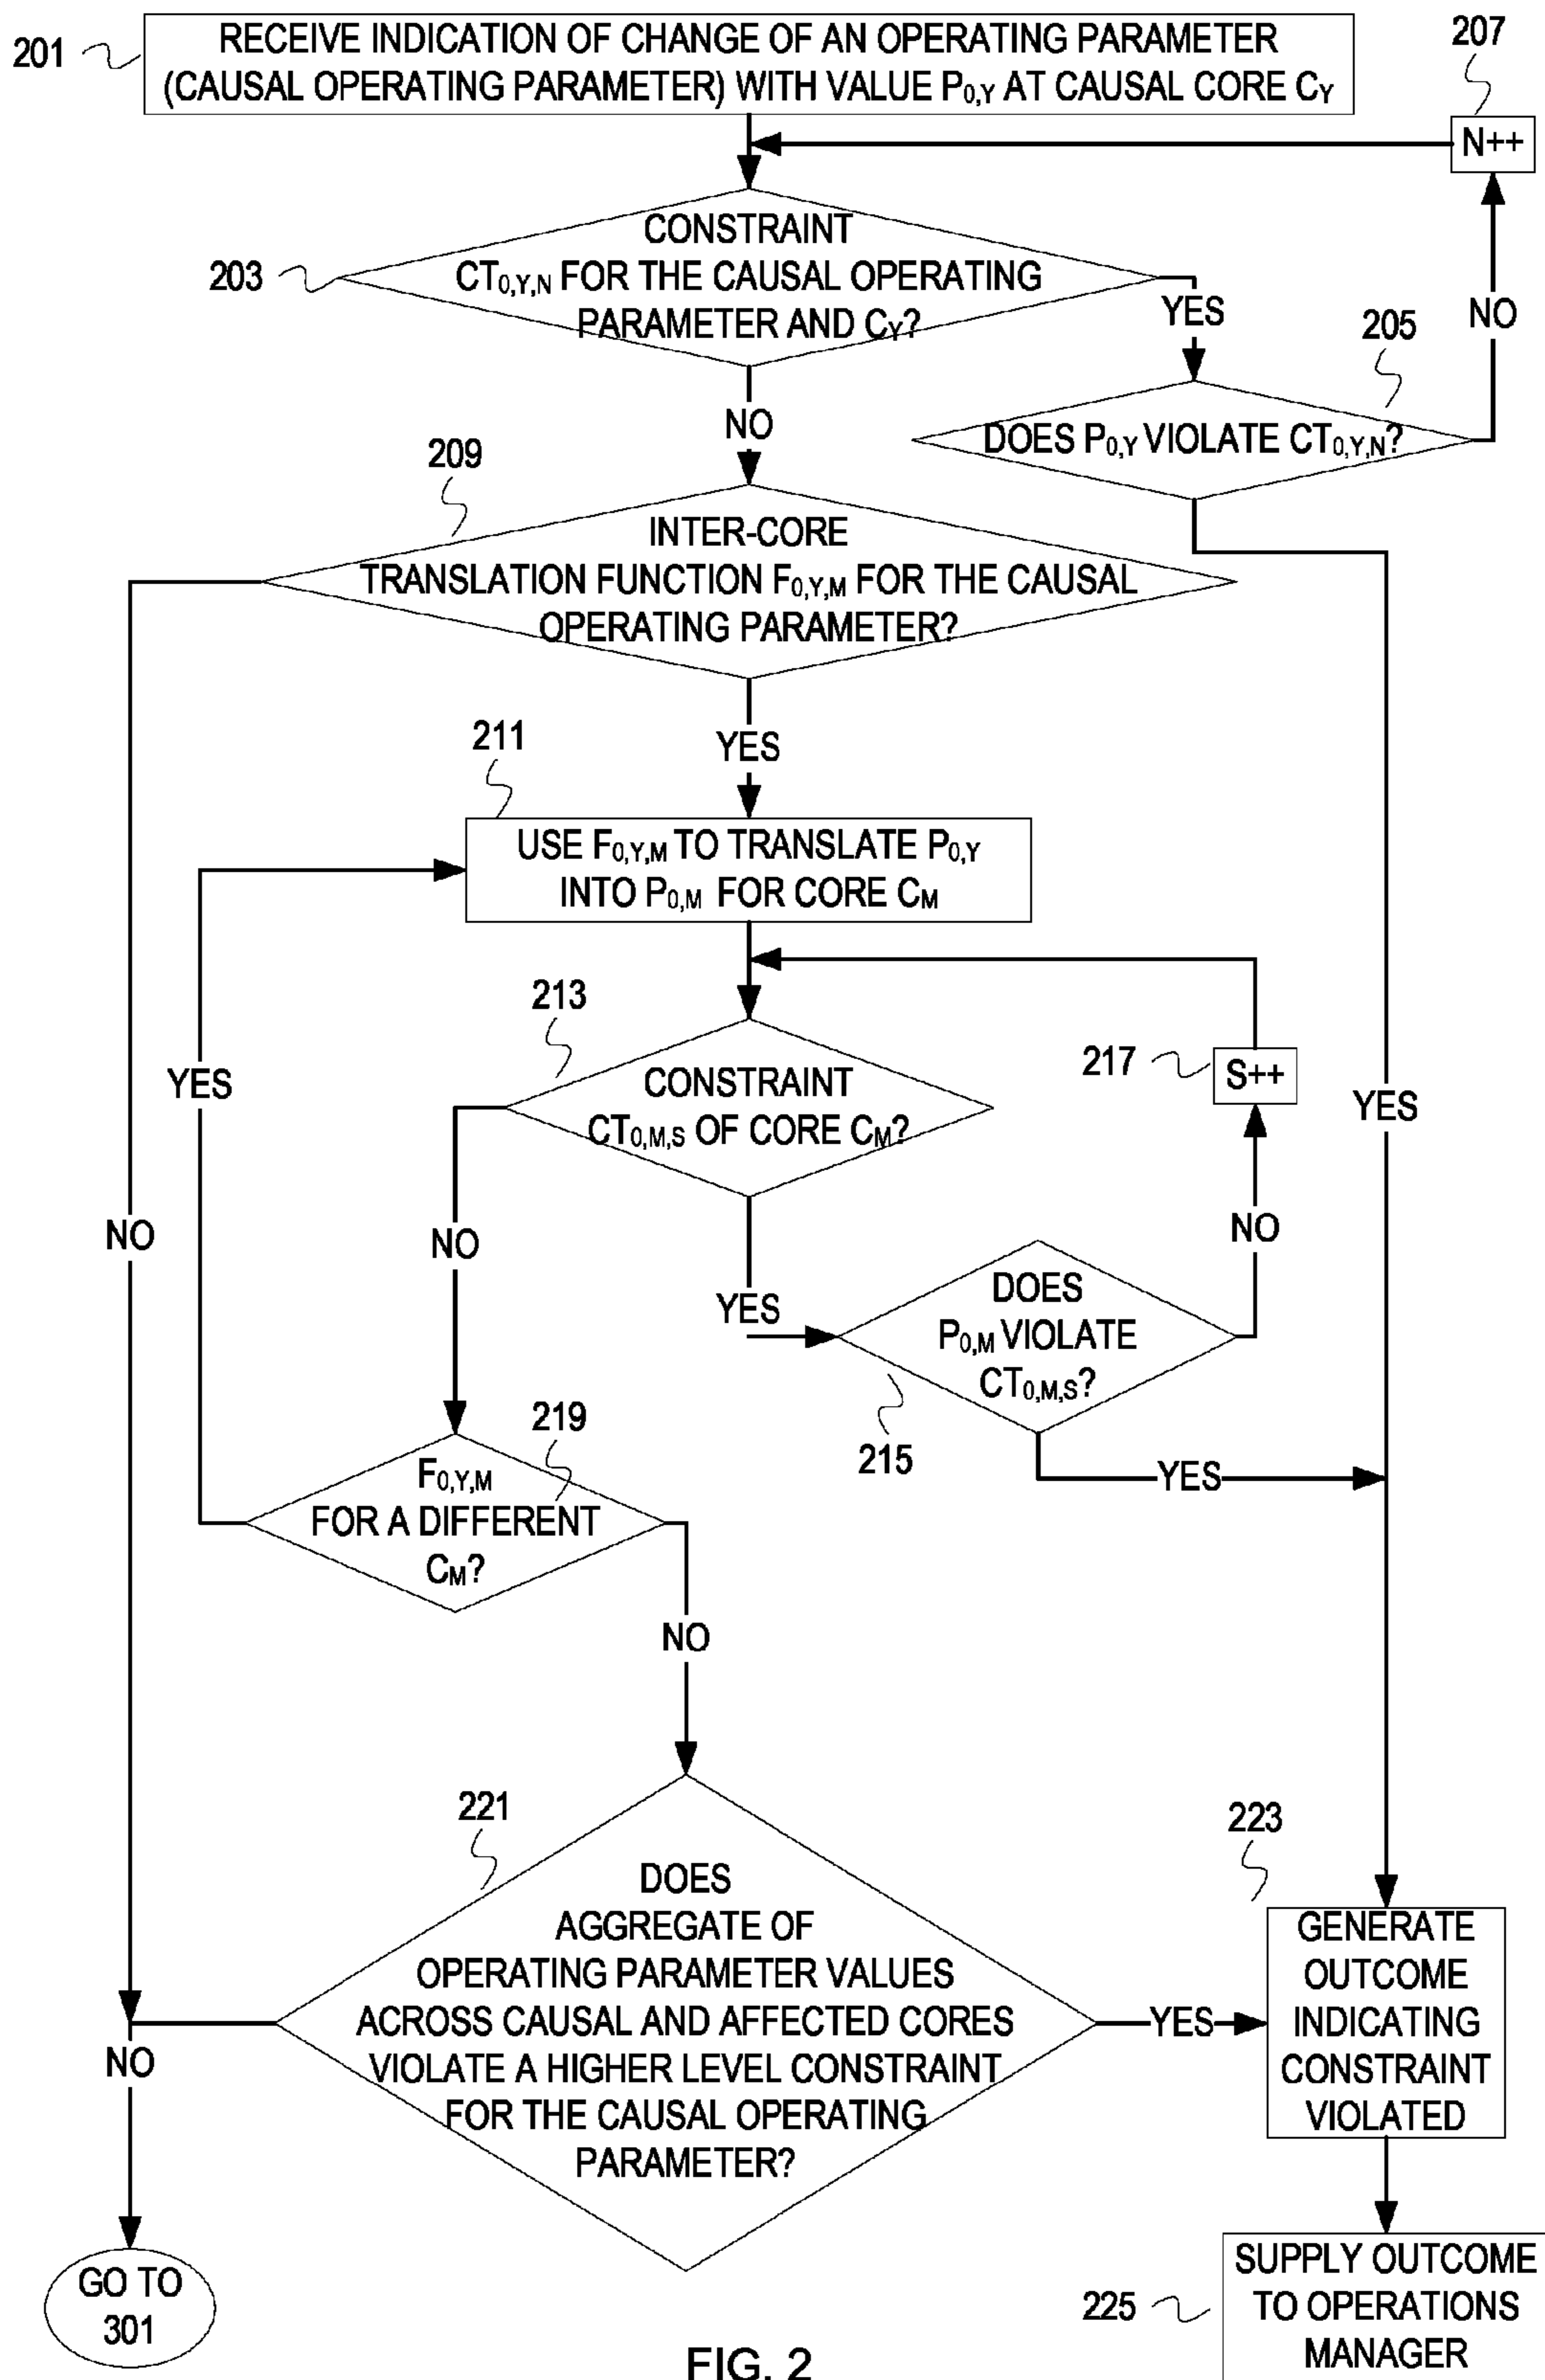 201
RECEIVE INDICATION OF CHANGE OF AN OPERATING PARAMETER
(CAUSAL OPERATING PARAMETER) WITH VALUE P0,Y AT CAUSAL CORE CY
207
N++
203
CONSTRAINT
CT0,Y,N FOR THE CAUSAL OPERATING
PARAMETER AND CY?
YES
NO
205
DOES P0,Y VIOLATE CT0,Y,N?
NO
209
INTER-CORE
TRANSLATION FUNCTION F0,Y,M FOR THE CAUSAL
OPERATING PARAMETER?
YES
211
USE F0,Y,M TO TRANSLATE P0,Y
INTO P0,M FOR CORE CM
213
CONSTRAINT
CT0,M,S OF CORE CM?
217
S++
YES
YES
NO
NO
NO
YES
DOES
P0,M VIOLATE
CT0,M,S?
215
YES
219
F0,Y,M
FOR A DIFFERENT
CM?
NO
221
DOES
AGGREGATE OF
OPERATING PARAMETER VALUES
ACROSS CAUSAL AND AFFECTED CORES
VIOLATE A HIGHER LEVEL CONSTRAINT
FOR THE CAUSAL OPERATING
PARAMETER?
YES
NO
223
GENERATE
OUTCOME
INDICATING
CONSTRAINT
VIOLATED
GO TO
301
225
SUPPLY OUTCOME
TO OPERATIONS
MANAGER
FIG. 2